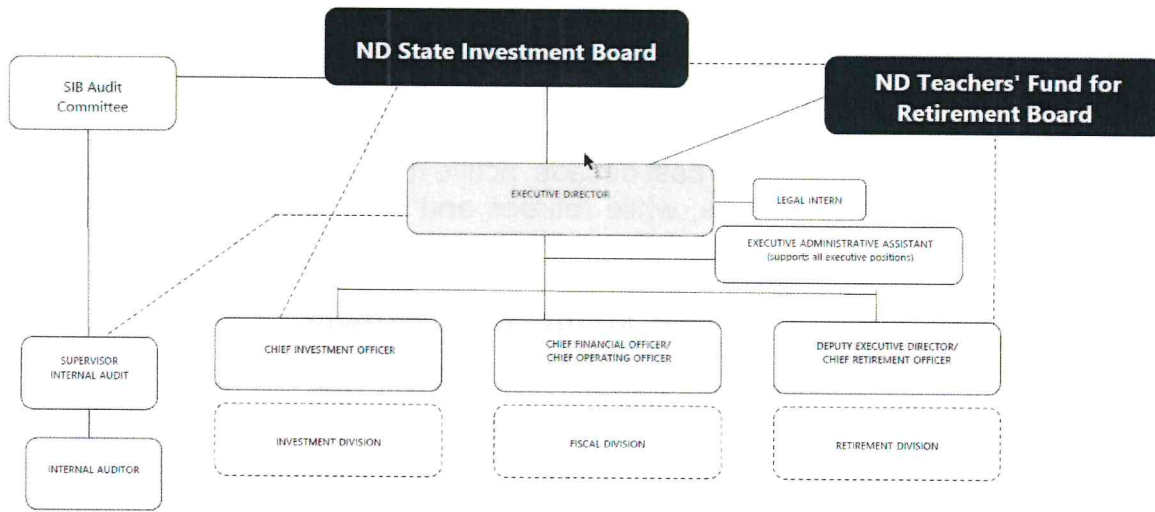 ND State Investment Board
SIB Audit
Committee
ND Teachers' Fund for
Retirement Board
EXECUTIVE DIRECTOR
LEGAL INTERN
EXECUTIVE ADMINISTRATIVE ASSISTANT
(supports all executive positions)
CHIEF INVESTMENT OFFICER
CHIEF FINANCIAL OFFICER/
CHIEF OPERATING OFFICER
DEPUTY EXECUTIVE DIRECTOR/
CHIEF RETIREMENT OFFICER
SUPERVISOR
INTERNAL AUDIT
INVESTMENT DIVISION
FISCAL DIVISION
RETIREMENT DIVISION
INTERNAL AUDITOR